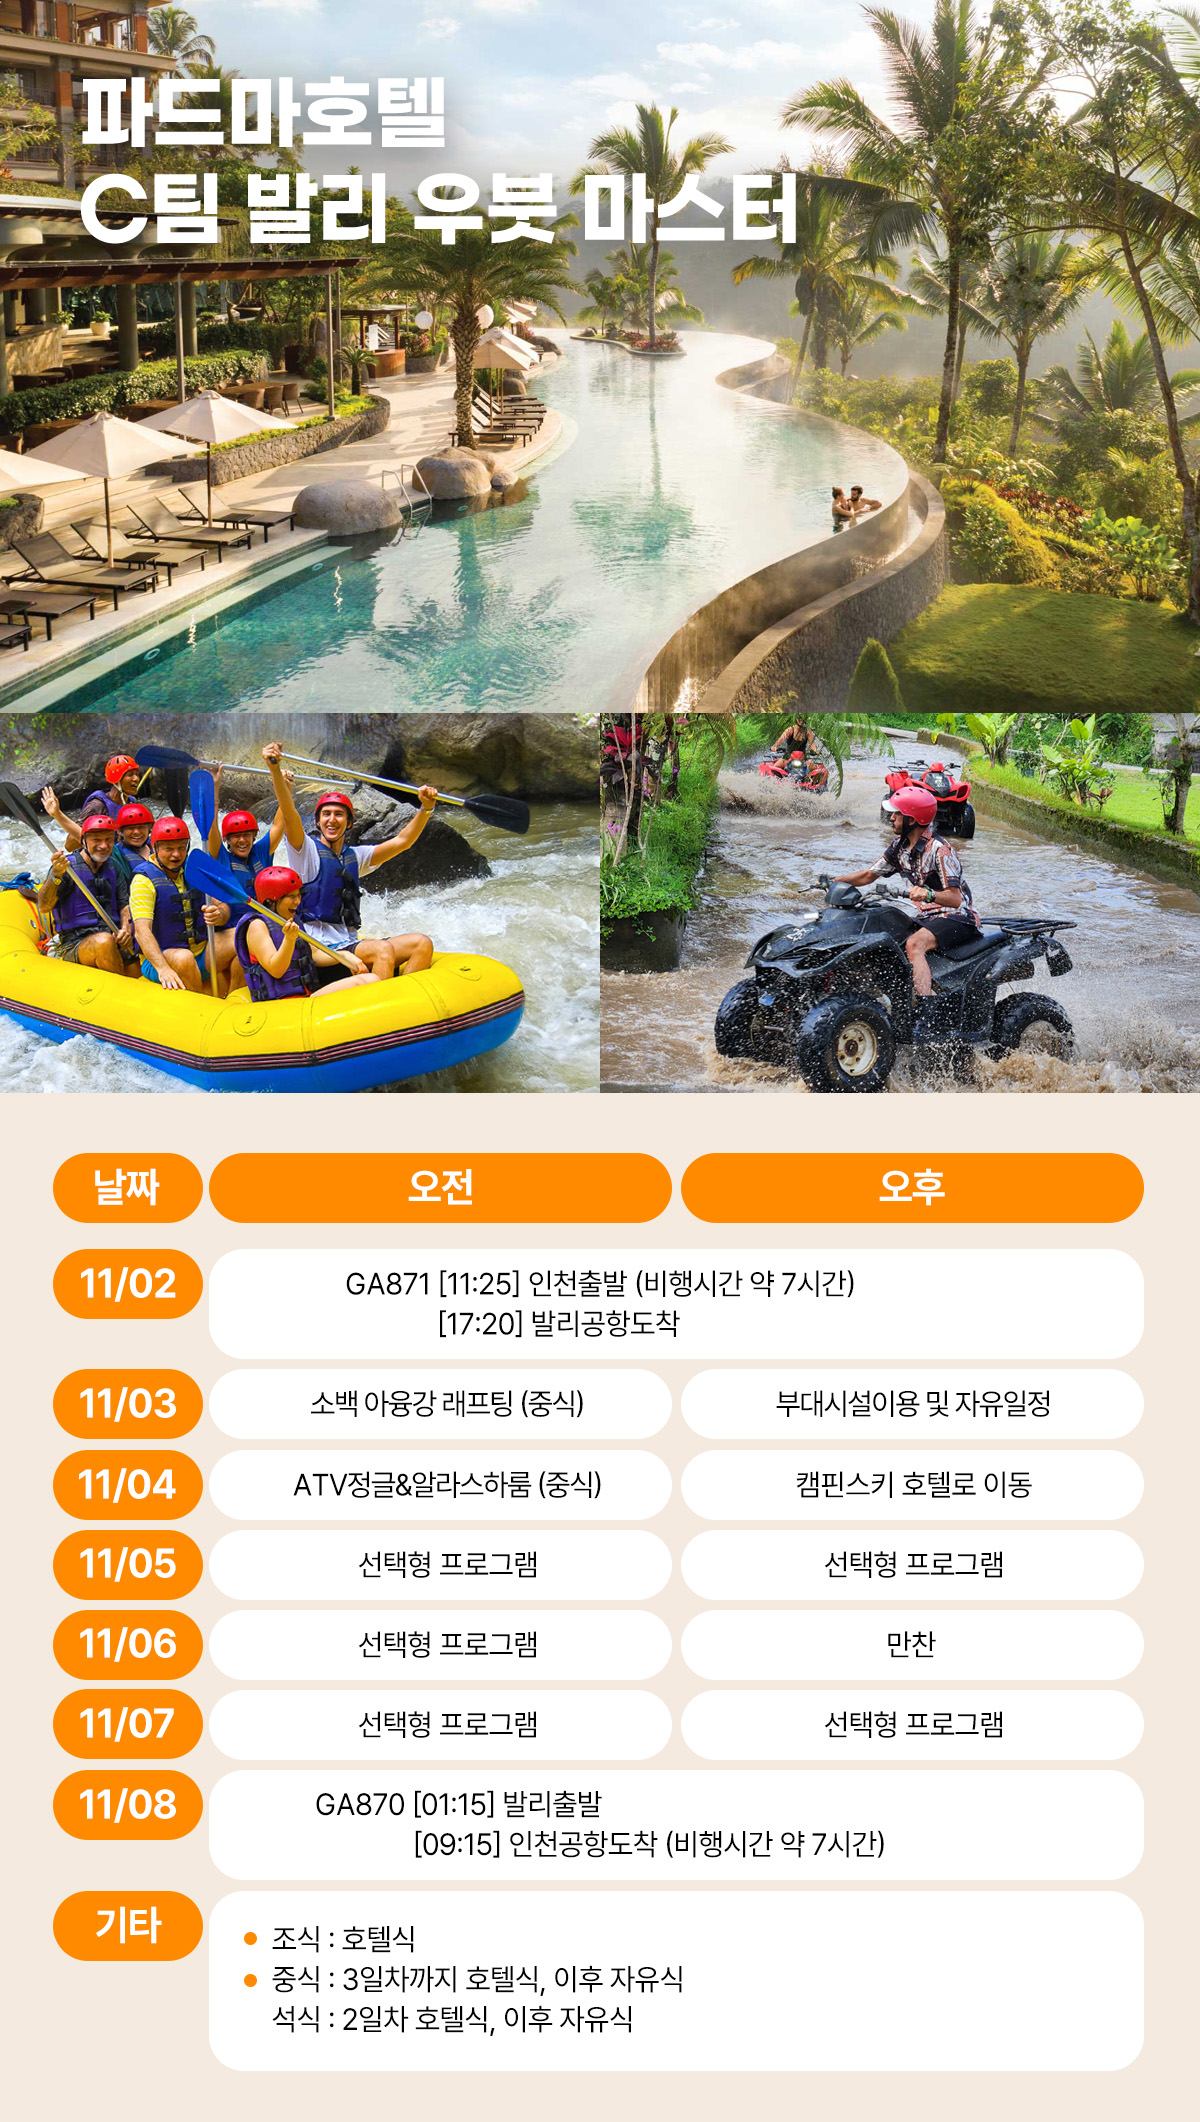 파드마호텔
C팀 발리 우붓 마스터
날짜 오전 오후
11/02 GA871 [11:25] 인천출발 (비행시간 약 7시간)
[17:20] 발리공항도착
11/03 소백 아융강 래프팅 (중식) 부대시설이용 및 자유일정
11/04 ATV정글&알라스하룸 (중식) 캠핀스키 호텔로 이동
11/05 선택형 프로그램 선택형 프로그램
11/06 선택형 프로그램 만찬
11/07 선택형 프로그램 선택형 프로그램
11/08 GA870 [01:15] 발리출발
[09:15] 인천공항도착 (비행시간 약 7시간)
기타
조식 : 호텔식
중식 : 3일차까지 호텔식, 이후 자유식
석식 : 2일차 호텔식, 이후 자유식